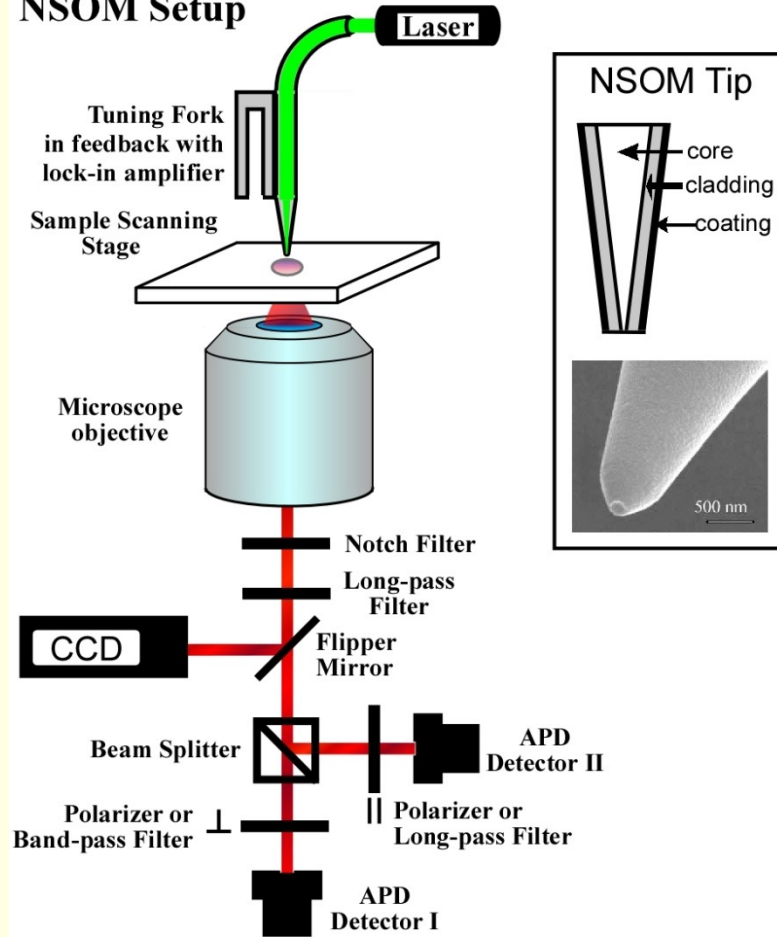 NSOM Setup
Laser
Tuning Fork
in feedback with
lock-in amplifier
Sample Scanning
Stage
Microscope
objective
Notch Filter
Long-pass
Filter
CCD
Flipper
Mirror
Beam Splitter
APD
Detector II
Polarizer or
Band-pass Filter
⊥
||
Polarizer or
Long-pass Filter
APD
Detector I
NSOM Tip
core
cladding
coating
500 nm